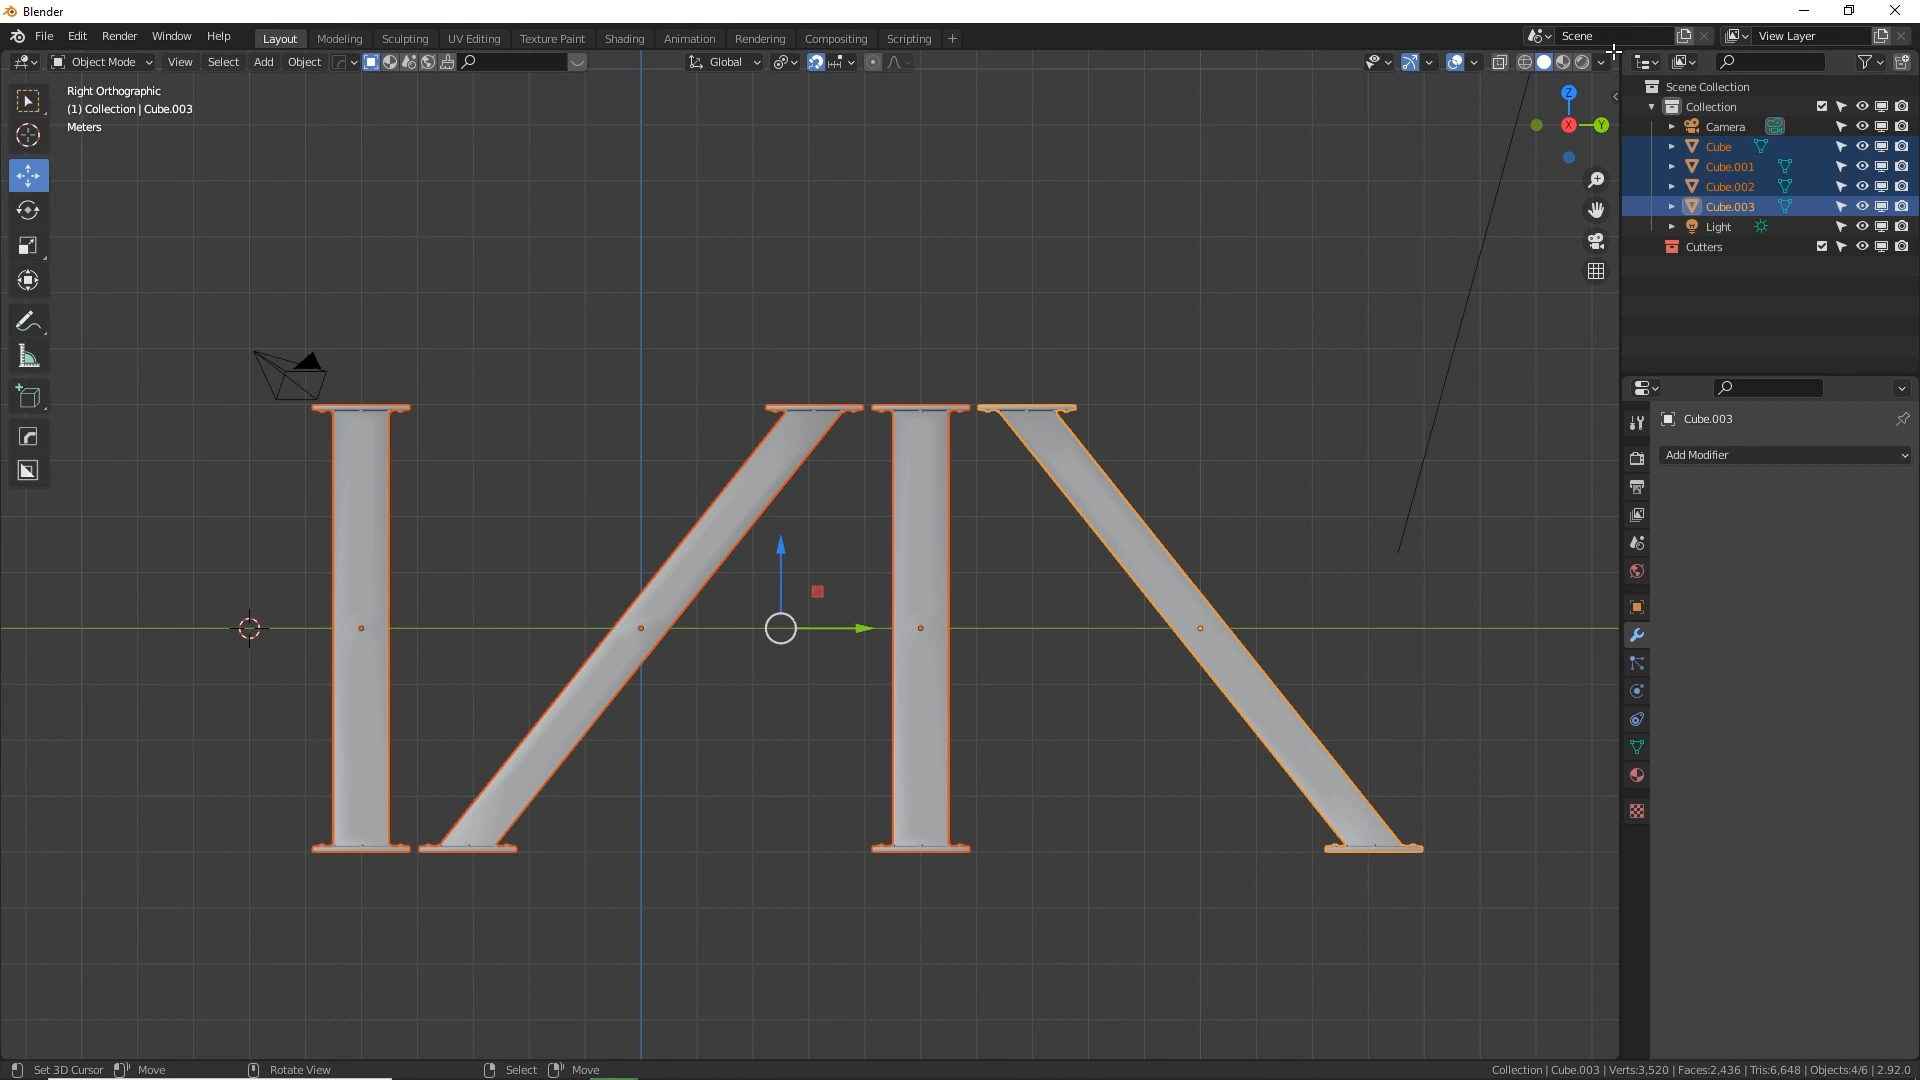 Blender
File Edit Render Window Help
Layout Modeling Sculpting UV Editing Texture Paint Shading Animation Rendering Compositing Scripting +
Scene
View Layer
Object Mode View Select Add Object
Global
Right Orthographic
(1) Collection | Cube.003
Meters
Z
X
Y
Scene Collection
Collection
Camera
Cube
Cube.001
Cube.002
Cube.003
Light
Cutters
Cube.003
Add Modifier
Set 3D Cursor Move Rotate View Select Move
Collection | Cube.003 | Verts:3,520 | Faces:2,436 | Tris:6,648 | Objects:4/6 | 2.92.0